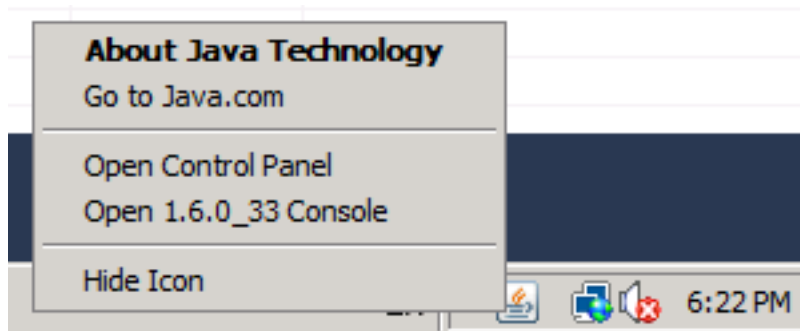 About Java Technology
Go to Java.com
Open Control Panel
Open 1.6.0_33 Console
Hide Icon
6:22 PM